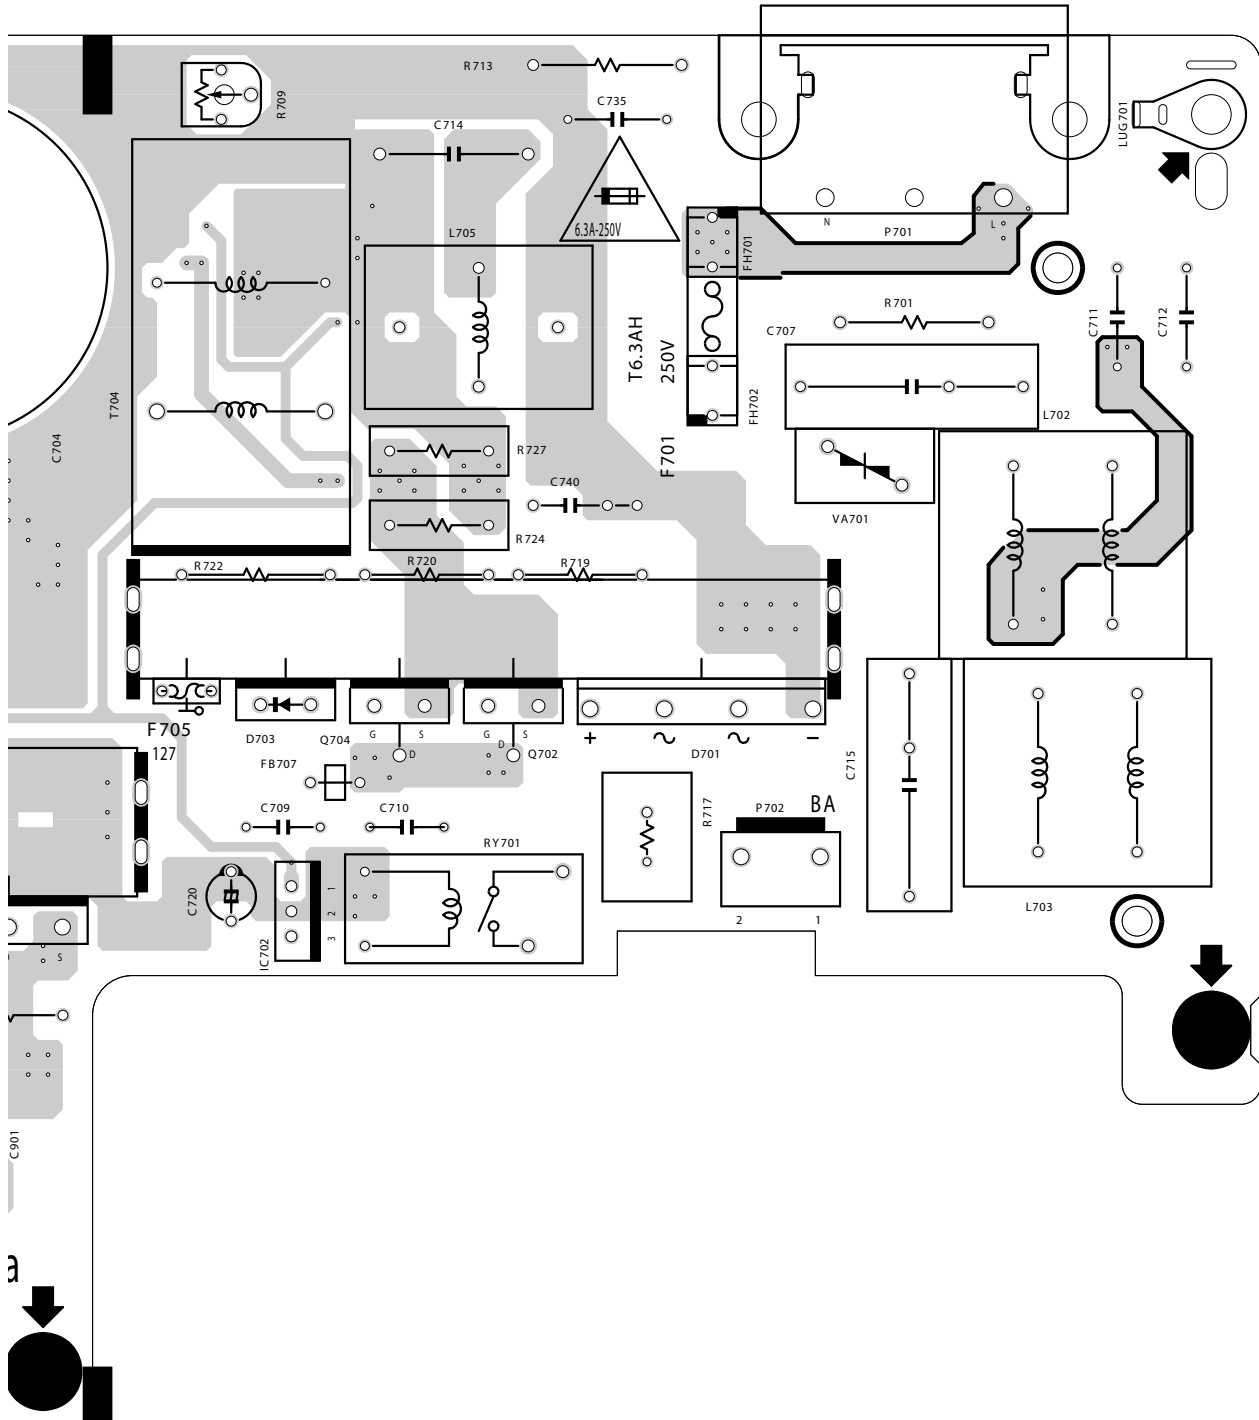 R713
C735
R709
C714
LUG701
6.3A-250V
N
L
P701
L705
FH701
R701
C707
C711
C712
T6.3AH
250V
F701
FH702
L702
T704
C704
R727
C740
VA701
R724
R722
R720
R719
F705
127
D703
Q704
G
S
D
G
D
S
Q702
+
−
D701
FB707
C715
C709
C710
RY701
R717
P702
BA
C720
1
2
3
IC702
2
1
L703
S
C901
a